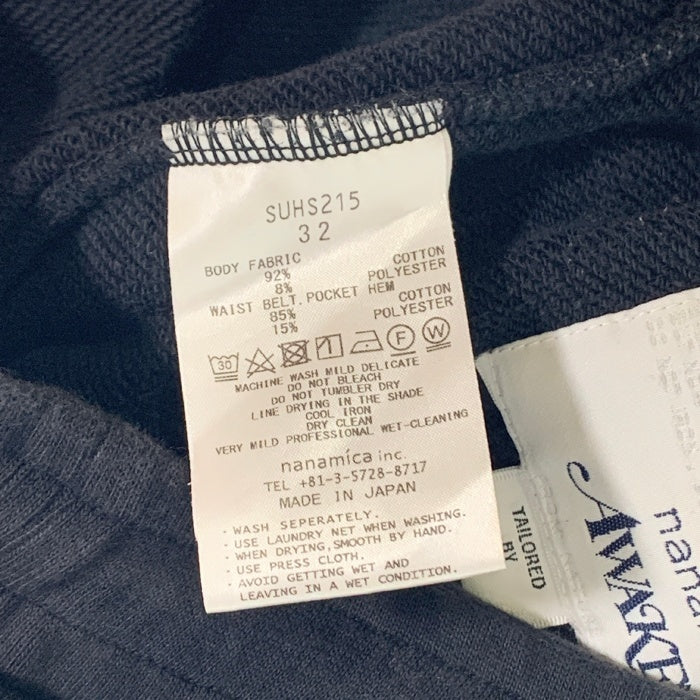 SUHS215
32
BODY FABRIC
92% COTTON
8% POLYESTER
WAIST BELT.POCKET HEM
85% COTTON
15% POLYESTER
30 F W
MACHINE WASH MILD DELICATE
DO NOT BLEACH
DO NOT TUMBLER DRY
LINE DRYING IN THE SHADE
COOL IRON
DRY CLEAN
VERY MILD PROFESSIONAL WET-CLEANING
nanamica inc.
TEL +81-3-5728-8717
MADE IN JAPAN
· WASH SEPERATELY.
· USE LAUNDRY NET WHEN WASHING.
· WHEN DRYING,SMOOTH BY HAND.
· USE PRESS CLOTH.
· AVOID GETTING WET AND
LEAVING IN A WET CONDITION.
TAILORED
BY
nana
AWAKE